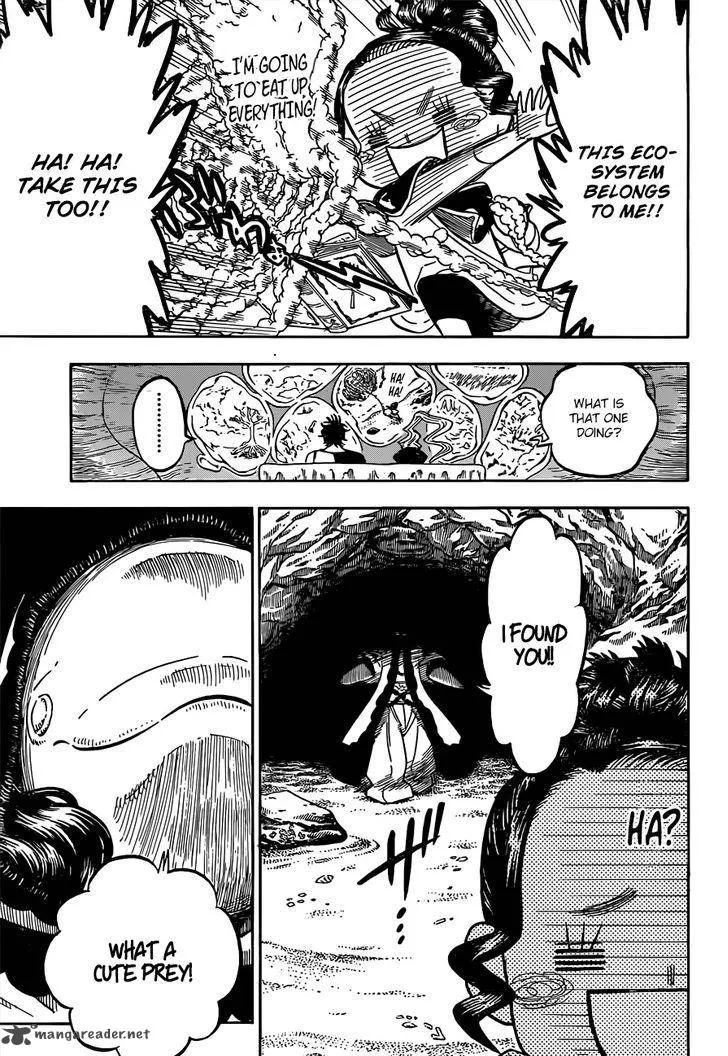 THIS ECO-
SYSTEM
BELONGS
TO ME!!
I'M GOING
TO EAT UP
EVERYTHING!
HA! HA!
TAKE THIS
TOO!!
WHAT IS
THAT ONE
DOING?
HA!
HA!
.........
I FOUND
YOU!!
HA?
WHAT A
CUTE PREY!
mangareader.net